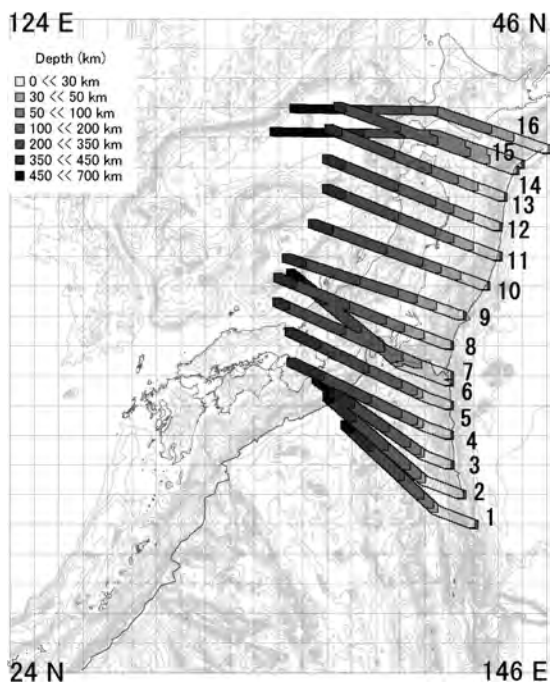 124 E
46 N
Depth (km)
0 << 30 km
30 << 50 km
50 << 100 km
100 << 200 km
200 << 350 km
350 << 450 km
450 << 700 km
16
15
14
13
12
11
10
9
8
7
6
5
4
3
2
1
24 N
146 E